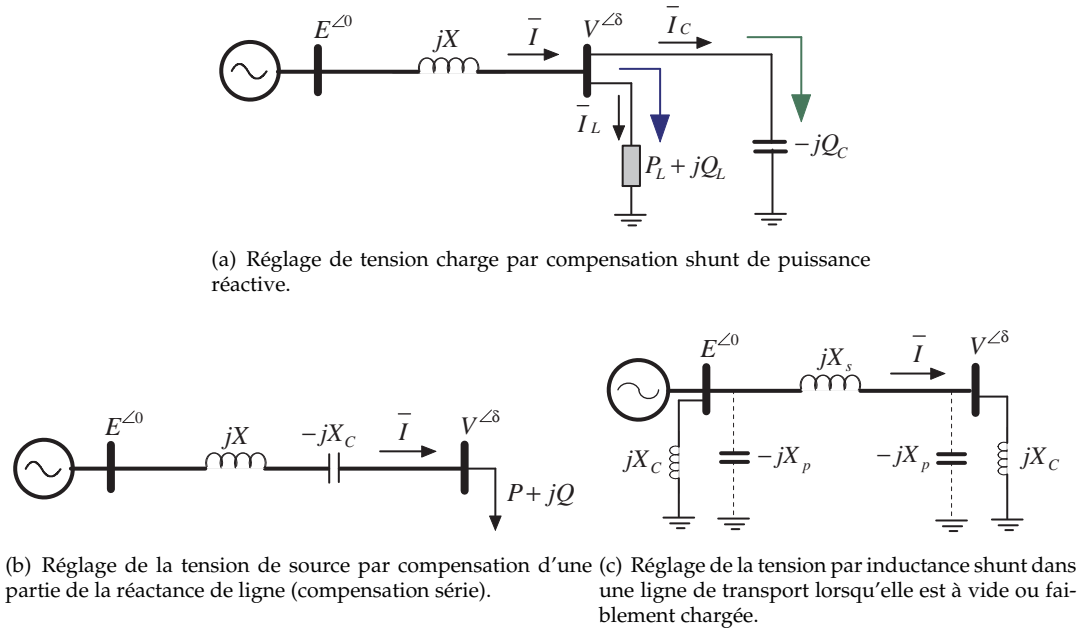 E∠0 jX I̅ V∠δ I̅_C
I̅_L
−jQ_C
P_L + jQ_L
(a) Réglage de tension charge par compensation shunt de puissance
réactive.
E∠0 jX −jX_C I̅ V∠δ
P + jQ
(b) Réglage de la tension de source par compensation d'une
partie de la réactance de ligne (compensation série).
E∠0 jX_s I̅ V∠δ
jX_C −jX_p −jX_p jX_C
(c) Réglage de la tension par inductance shunt dans
une ligne de transport lorsqu'elle est à vide ou fai-
blement chargée.